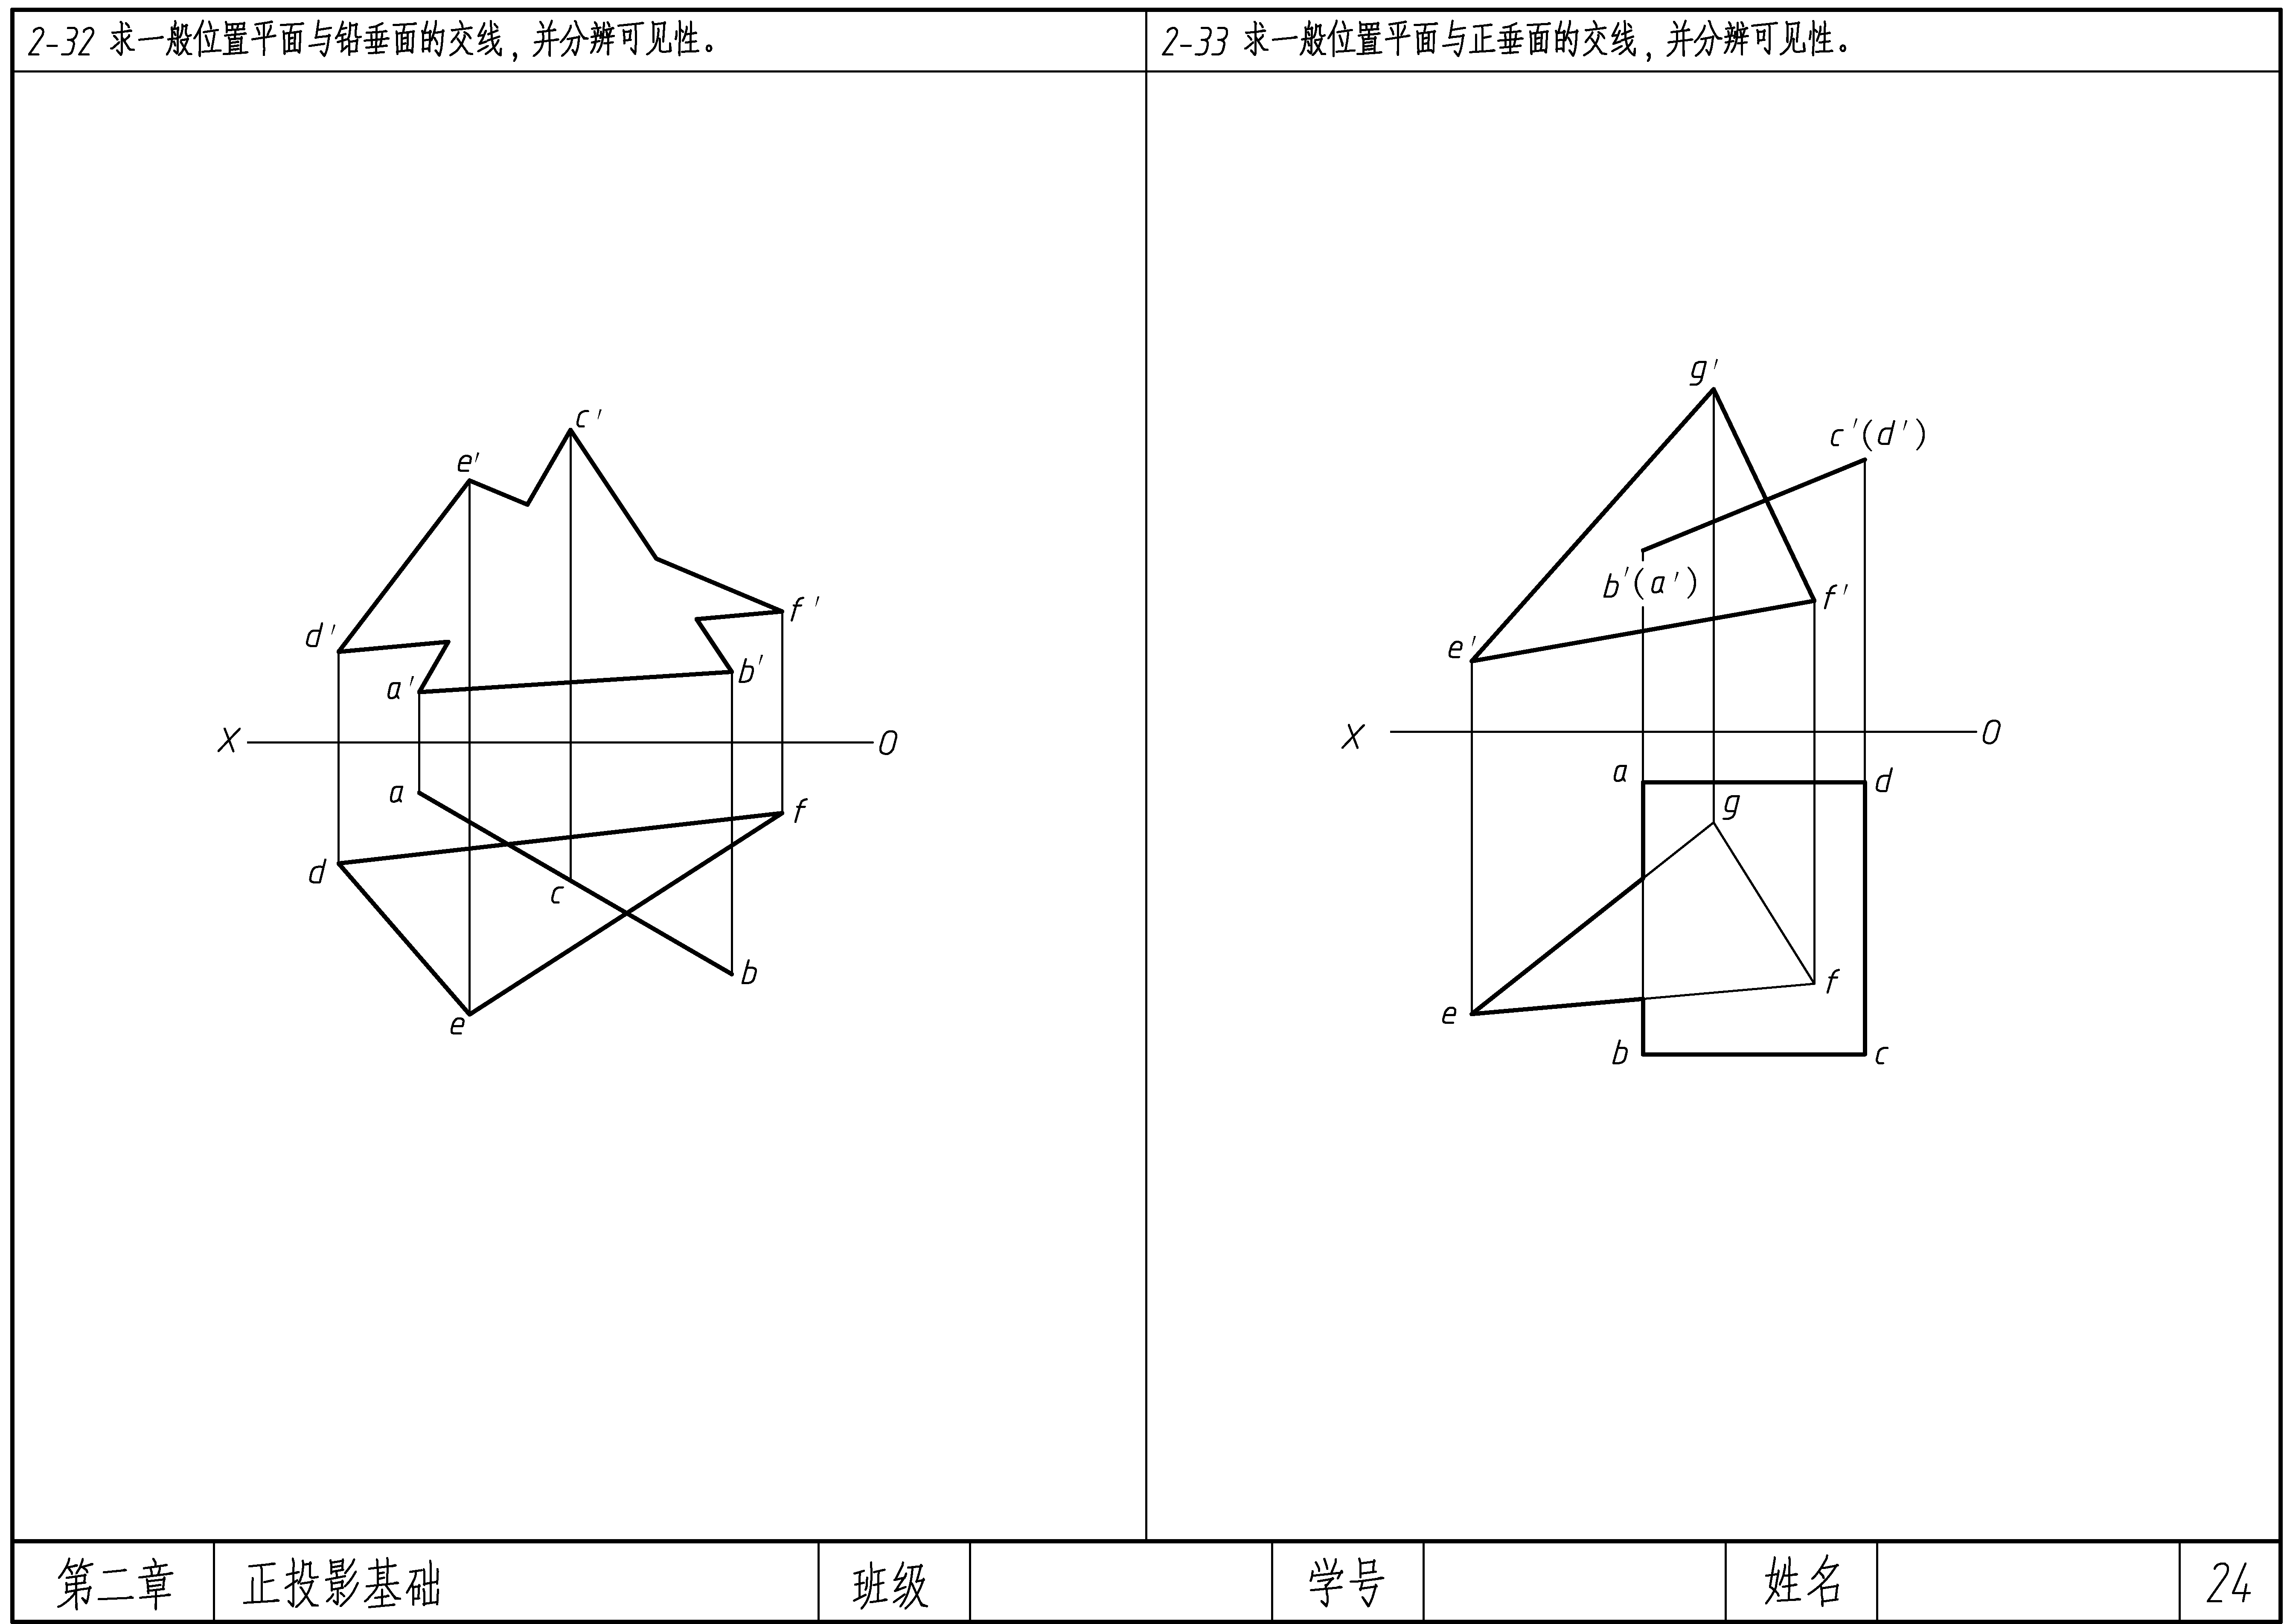 2-32 求一般位置平面与铅垂面的交线，并分辨可见性。
c'
e'
d'
f'
a'
b'
X
O
a
f
d
c
b
e
2-33 求一般位置平面与正垂面的交线，并分辨可见性。
g'
c'(d')
b'(a')
f'
e'
X
O
a
d
g
f
e
b
c
第二章 正投影基础 班级 学号 姓名 24